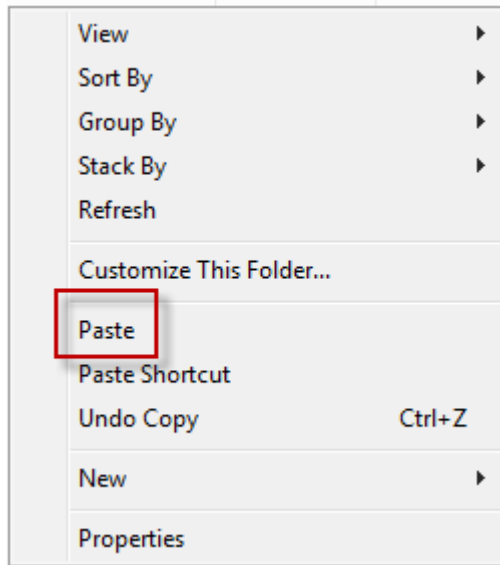 View
Sort By
Group By
Stack By
Refresh
Customize This Folder...
Paste
Paste Shortcut
Undo Copy Ctrl+Z
New
Properties